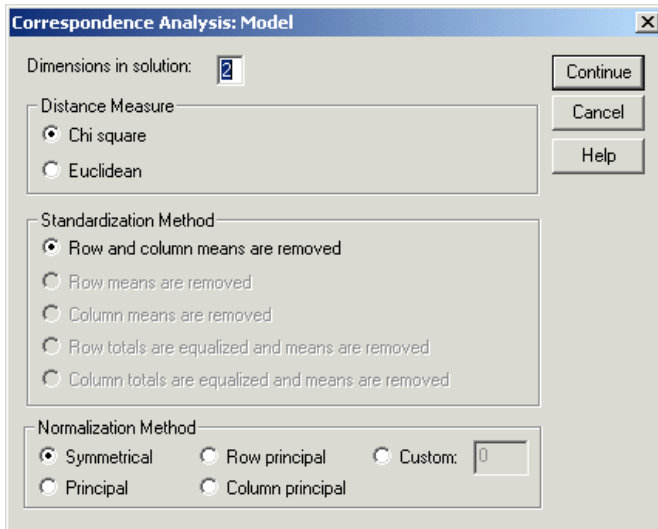 Correspondence Analysis: Model
Dimensions in solution: 2
Continue
Distance Measure
Cancel
Chi square
Help
Euclidean
Standardization Method
Row and column means are removed
Row means are removed
Column means are removed
Row totals are equalized and means are removed
Column totals are equalized and means are removed
Normalization Method
Symmetrical Row principal Custom: 0
Principal Column principal